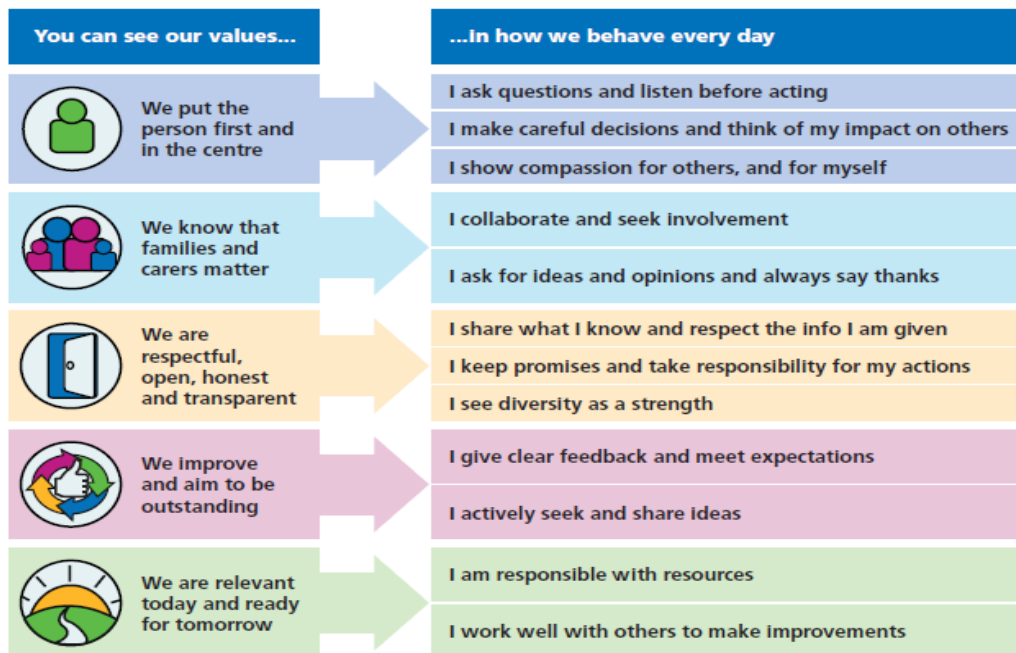 You can see our values...
...in how we behave every day
We put the
person first and
in the centre
I ask questions and listen before acting
I make careful decisions and think of my impact on others
I show compassion for others, and for myself
We know that
families and
carers matter
I collaborate and seek involvement
I ask for ideas and opinions and always say thanks
We are
respectful,
open, honest
and transparent
I share what I know and respect the info I am given
I keep promises and take responsibility for my actions
I see diversity as a strength
We improve
and aim to be
outstanding
I give clear feedback and meet expectations
I actively seek and share ideas
We are relevant
today and ready
for tomorrow
I am responsible with resources
I work well with others to make improvements